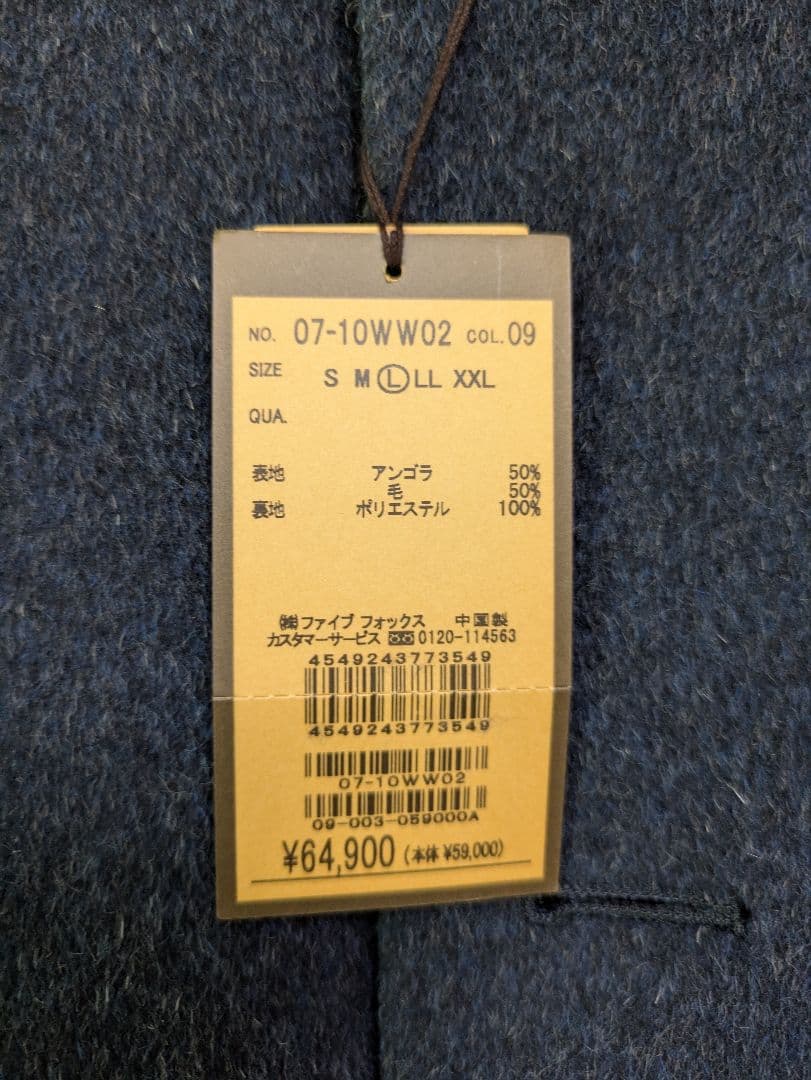 NO. 07-10WW02 COL.09
SIZE S M L LL XXL
QUA.
表地 アンゴラ 50%
毛 50%
裏地 ポリエステル 100%
㈱ファイブ フォックス 中国製
カスタマーサービス 0120-114563
4549243773549
4549243773549
07-10WW02
09-003-059000A
¥64,900 (本体 ¥59,000)